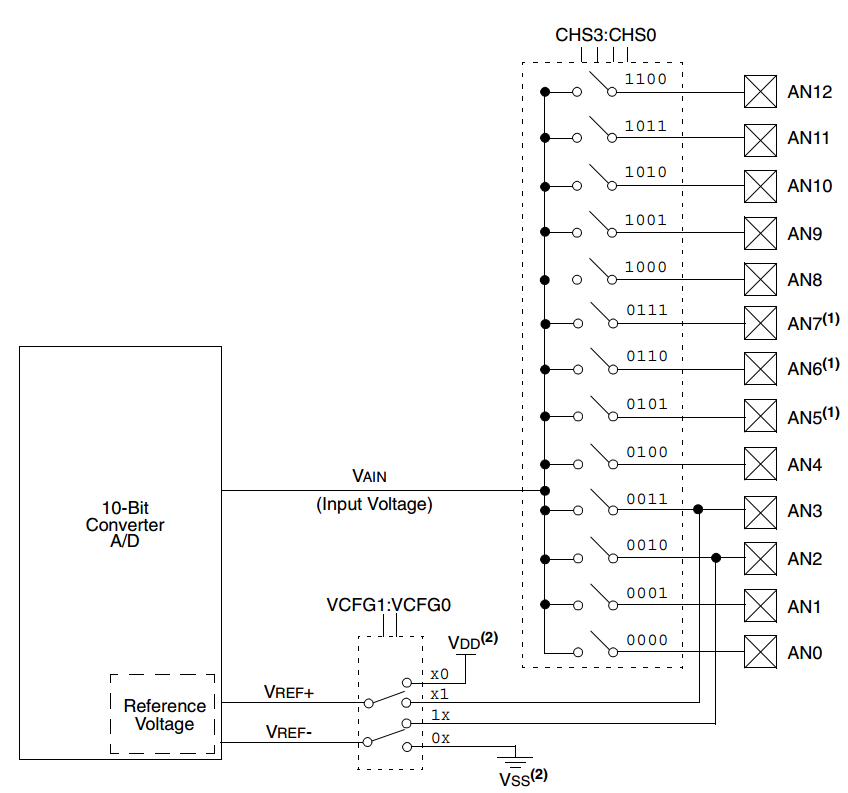 CHS3:CHS0
1100 AN12
1011 AN11
1010 AN10
1001 AN9
1000 AN8
0111 AN7(1)
0110 AN6(1)
0101 AN5(1)
0100 AN4
VAIN
(Input Voltage)
10-Bit
Converter
A/D
0011 AN3
0010 AN2
0001 AN1
0000 AN0
VCFG1:VCFG0
VDD(2)
x0
x1
1x
0x
VREF+
VREF-
Reference
Voltage
VSS(2)